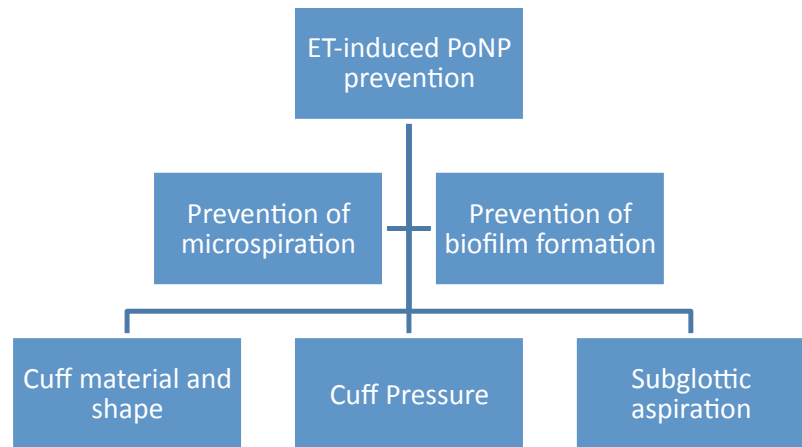 ET-induced PoNP
prevention
Prevention of
microspiration
Prevention of
biofilm formation
Cuff material and
shape
Cuff Pressure
Subglottic
aspiration